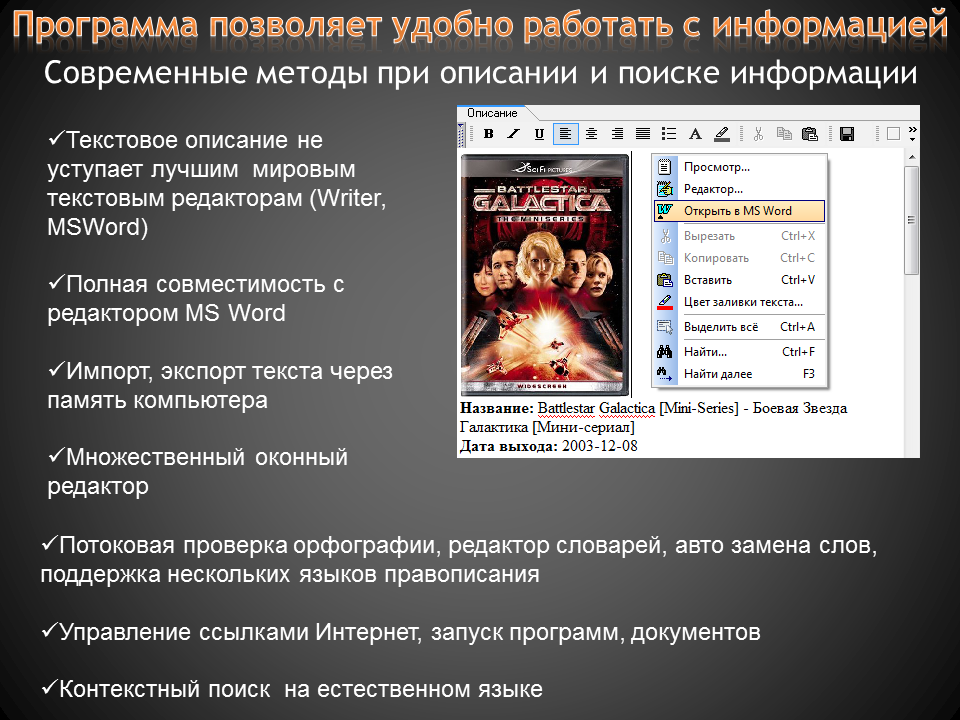 Программа позволяет удобно работать с информацией
Современные методы при описании и поиске информации
✓Текстовое описание не
уступает лучшим мировым
текстовым редакторам (Writer,
MSWord)
✓Полная совместимость с
редактором MS Word
✓Импорт, экспорт текста через
память компьютера
✓Множественный оконный
редактор
Описание
B I U A
SCI FI PICTURES
BATTLESTAR
GALACTICA
THE MINISERIES
WIDESCREEN
Просмотр...
Редактор...
Открыть в MS Word
Вырезать Ctrl+X
Копировать Ctrl+C
Вставить Ctrl+V
Цвет заливки текста...
Выделить всё Ctrl+A
Найти... Ctrl+F
Найти далее F3
Название: Battlestar Galactica [Mini-Series] - Боевая Звезда
Галактика [Мини-сериал]
Дата выхода: 2003-12-08
✓Потоковая проверка орфографии, редактор словарей, авто замена слов,
поддержка нескольких языков правописания
✓Управление ссылками Интернет, запуск программ, документов
✓Контекстный поиск на естественном языке